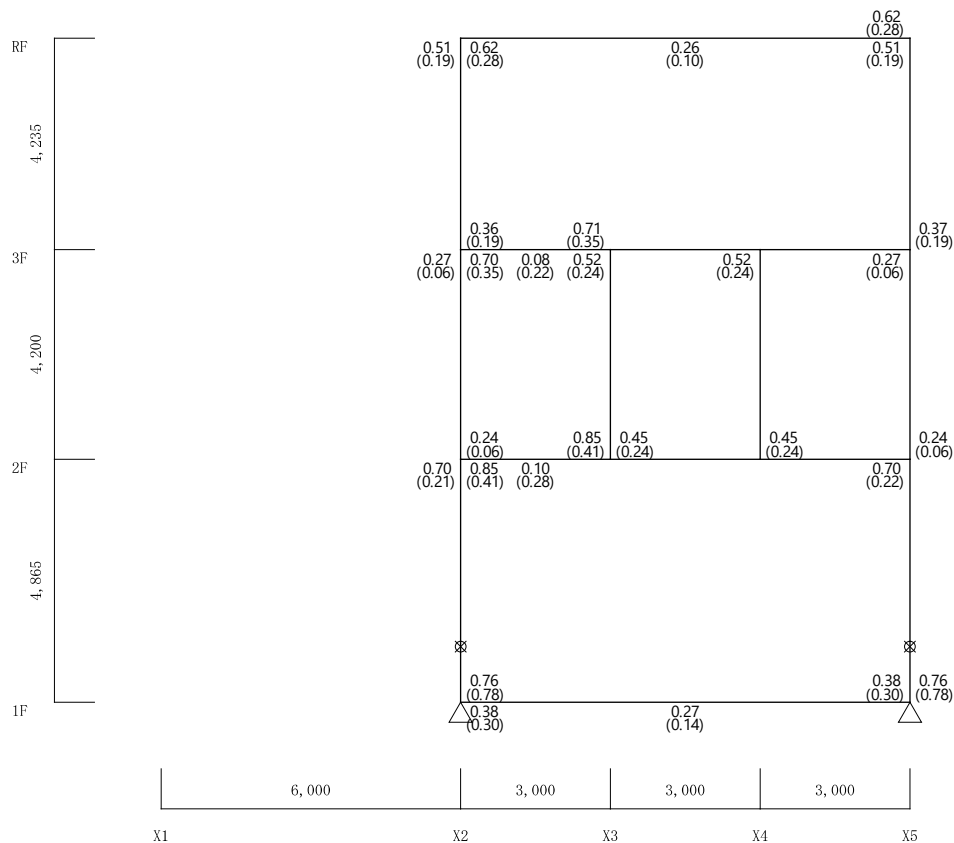 0.62
(0.28)
RF
0.51 0.62 0.26 0.51
(0.19) (0.28) (0.10) (0.19)
4,235
0.36 0.71 0.37
(0.19) (0.35) (0.19)
3F
0.27 0.70 0.08 0.52 0.52 0.27
(0.06) (0.35) (0.22) (0.24) (0.24) (0.06)
4,200
0.24 0.85 0.45 0.45 0.24
(0.06) (0.41) (0.24) (0.24) (0.06)
2F
0.70 0.85 0.10 0.70
(0.21) (0.41) (0.28) (0.22)
4,865
0.76 0.38 0.76
(0.78) (0.30) (0.78)
1F
0.38 0.27
(0.30) (0.14)
6,000 3,000 3,000 3,000
X1 X2 X3 X4 X5